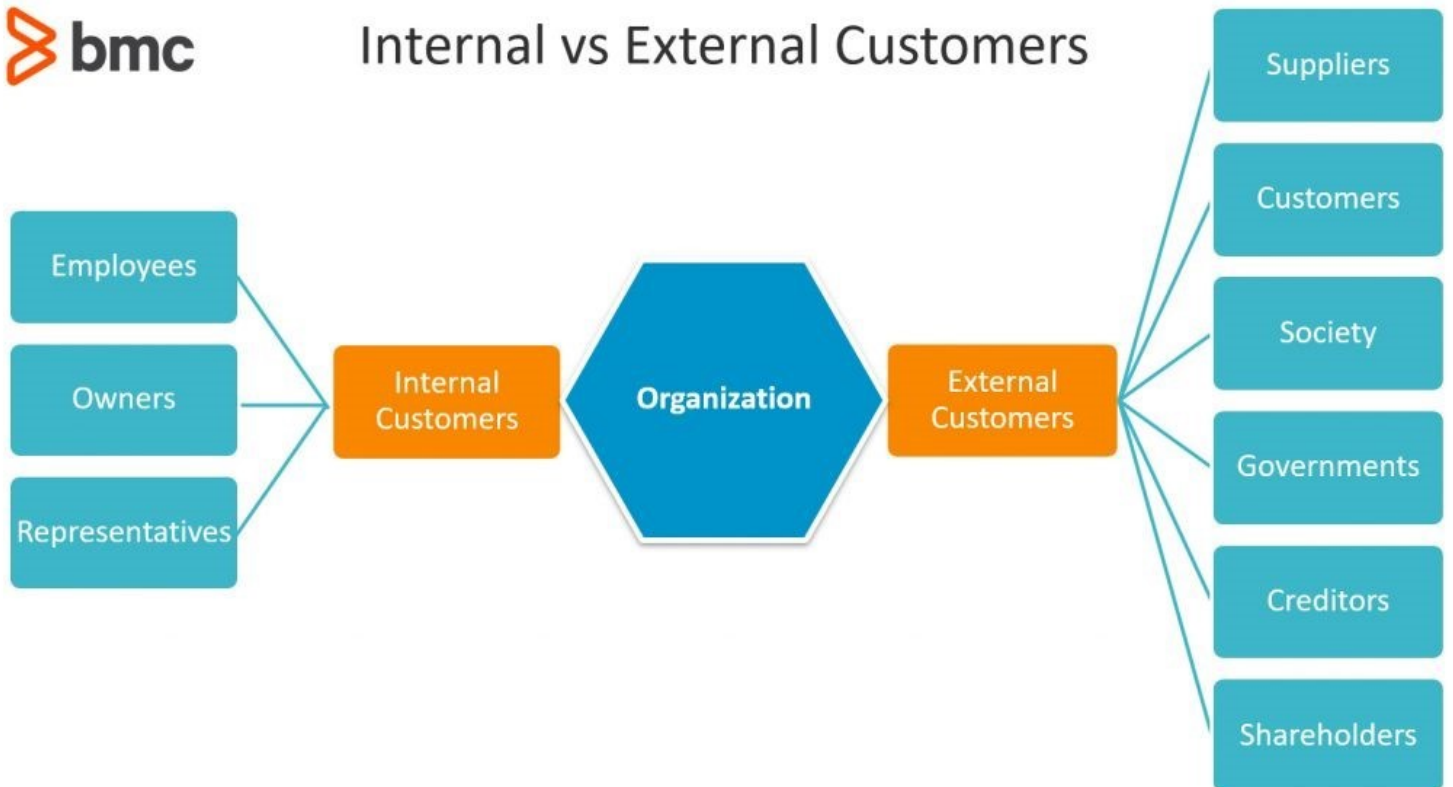 bmc
Internal vs External Customers
Employees
Owners
Representatives
Internal
Customers
Organization
External
Customers
Suppliers
Customers
Society
Governments
Creditors
Shareholders